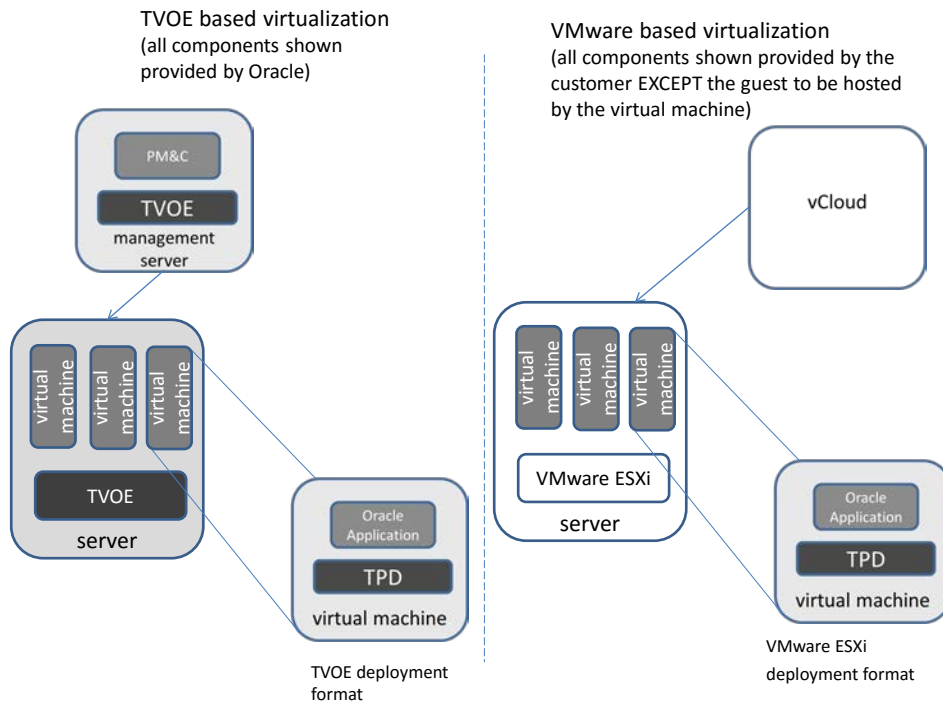 TVOE based virtualization
(all components shown
provided by Oracle)
PM&C
TVOE
management
server
virtual
machine
virtual
machine
virtual
machine
TVOE
server
Oracle
Application
TPD
virtual machine
TVOE deployment
format
VMware based virtualization
(all components shown provided by the
customer EXCEPT the guest to be hosted
by the virtual machine)
vCloud
virtual
machine
virtual
machine
virtual
machine
VMware ESXi
server
Oracle
Application
TPD
virtual machine
VMware ESXi
deployment format